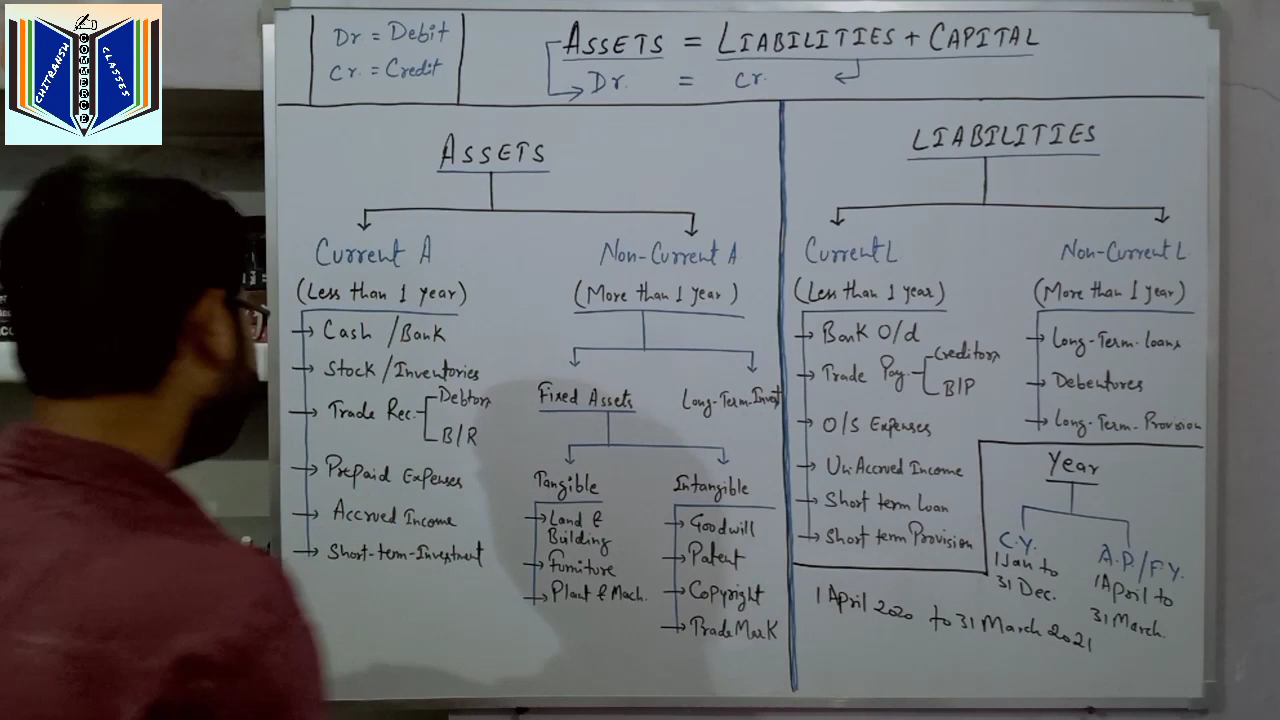 CHITRANSH
COMMERCE
CLASSES
Dr = Debit
Cr. = Credit
ASSETS = LIABILITIES + CAPITAL
Dr. = Cr.
ASSETS
Current A
(Less than 1 year)
Cash / Bank
Stock / Inventories
Trade Rec.
Debtors
B/R
Prepaid Expenses
Accrued Income
Short-term-Investment
Non-Current A
(More than 1 year)
Fixed Assets
Long-Term-Invest
Tangible
Land &
Building
Furniture
Plant & Mach.
Intangible
Goodwill
Patent
Copyright
TradeMark
LIABILITIES
Current L
(Less than 1 year)
Bank O/d
Trade Pay.
Creditors
B/P
O/S Expenses
Un-Accrued Income
Short term Loan
Short term Provision
Non-Current L
(More than 1 year)
Long-Term-loans
Debentures
Long-Term-Provision
Year
C.Y.
1 Jan to
31 Dec.
A.P/F.Y.
1 April to
31 March
1 April 2020 to 31 March 2021